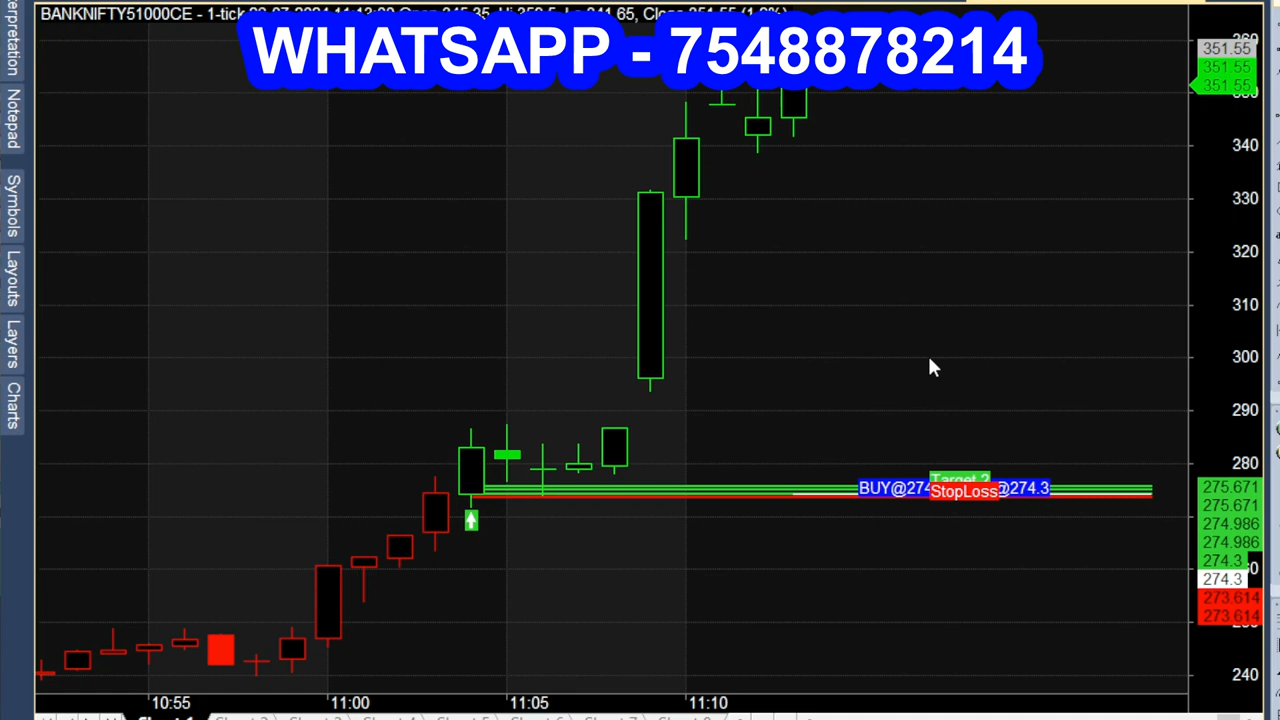 BANKNIFTY51000CE - 1-tick
WHATSAPP - 7548878214
Notepad
Symbols
Layouts
Layers
Charts
351.55
351.55
351.55
340
330
320
310
300
290
280
240
BUY@274
Target 2
StopLoss
@274.3
275.671
275.671
274.986
274.986
274.3
274.3
273.614
273.614
10:55
11:00
11:05
11:10